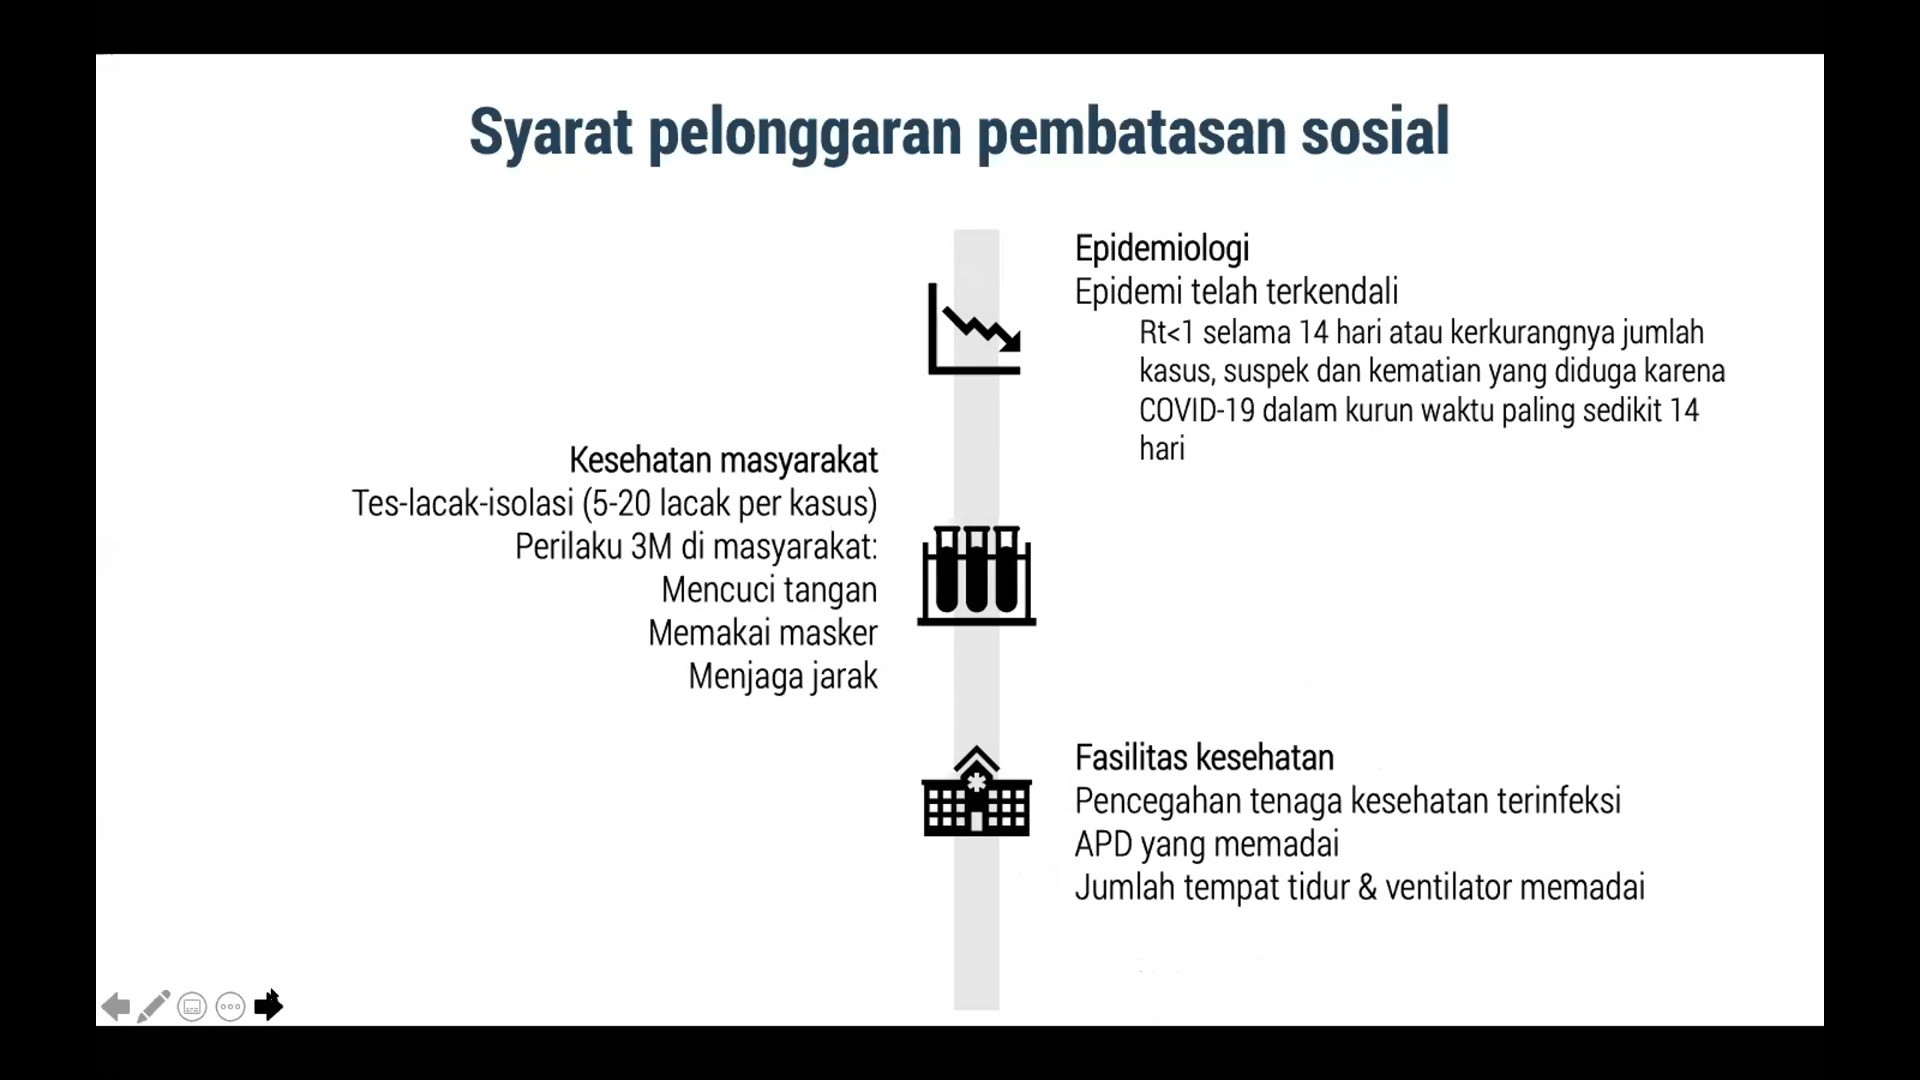 Syarat pelonggaran pembatasan sosial
Epidemiologi
Epidemi telah terkendali
Rt<1 selama 14 hari atau kerkurangnya jumlah
kasus, suspek dan kematian yang diduga karena
COVID-19 dalam kurun waktu paling sedikit 14
hari
Kesehatan masyarakat
Tes-lacak-isolasi (5-20 lacak per kasus)
Perilaku 3M di masyarakat:
Mencuci tangan
Memakai masker
Menjaga jarak
Fasilitas kesehatan
Pencegahan tenaga kesehatan terinfeksi
APD yang memadai
Jumlah tempat tidur & ventilator memadai